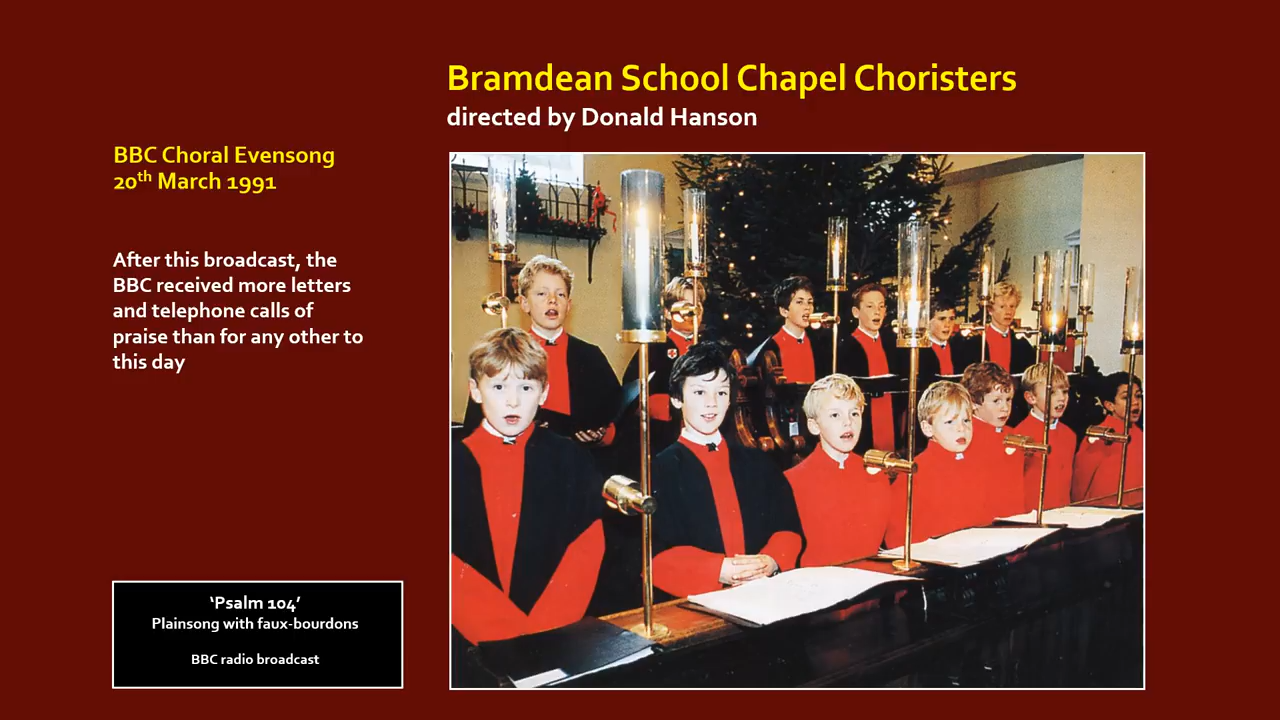 Bramdean School Chapel Choristers
directed by Donald Hanson
BBC Choral Evensong
20th March 1991
After this broadcast, the
BBC received more letters
and telephone calls of
praise than for any other to
this day
‘Psalm 104’
Plainsong with faux-bourdons
BBC radio broadcast